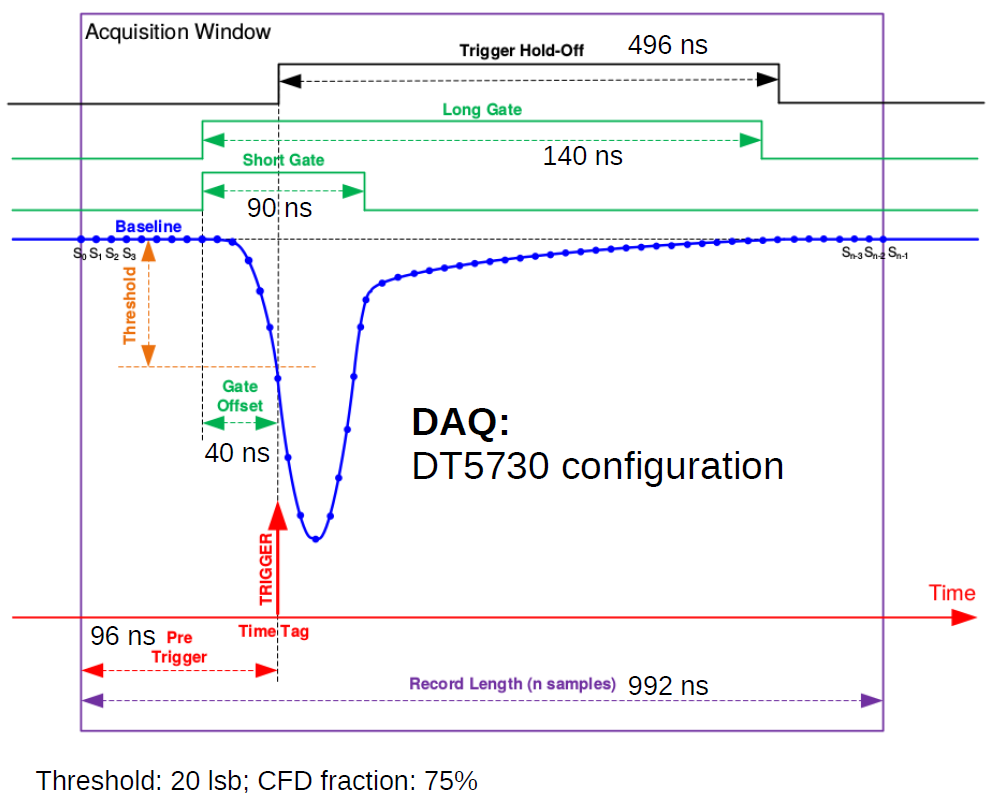 Acquisition Window
Trigger Hold-Off 496 ns
Long Gate
140 ns
Short Gate
90 ns
Baseline
S0 S1 S2 S3
Sn-3 Sn-2 Sn-1
Threshold
Gate
Offset
40 ns
DAQ:
DT5730 configuration
TRIGGER
Time
96 ns Pre
Trigger
Time Tag
Record Length (n samples) 992 ns
Threshold: 20 lsb; CFD fraction: 75%